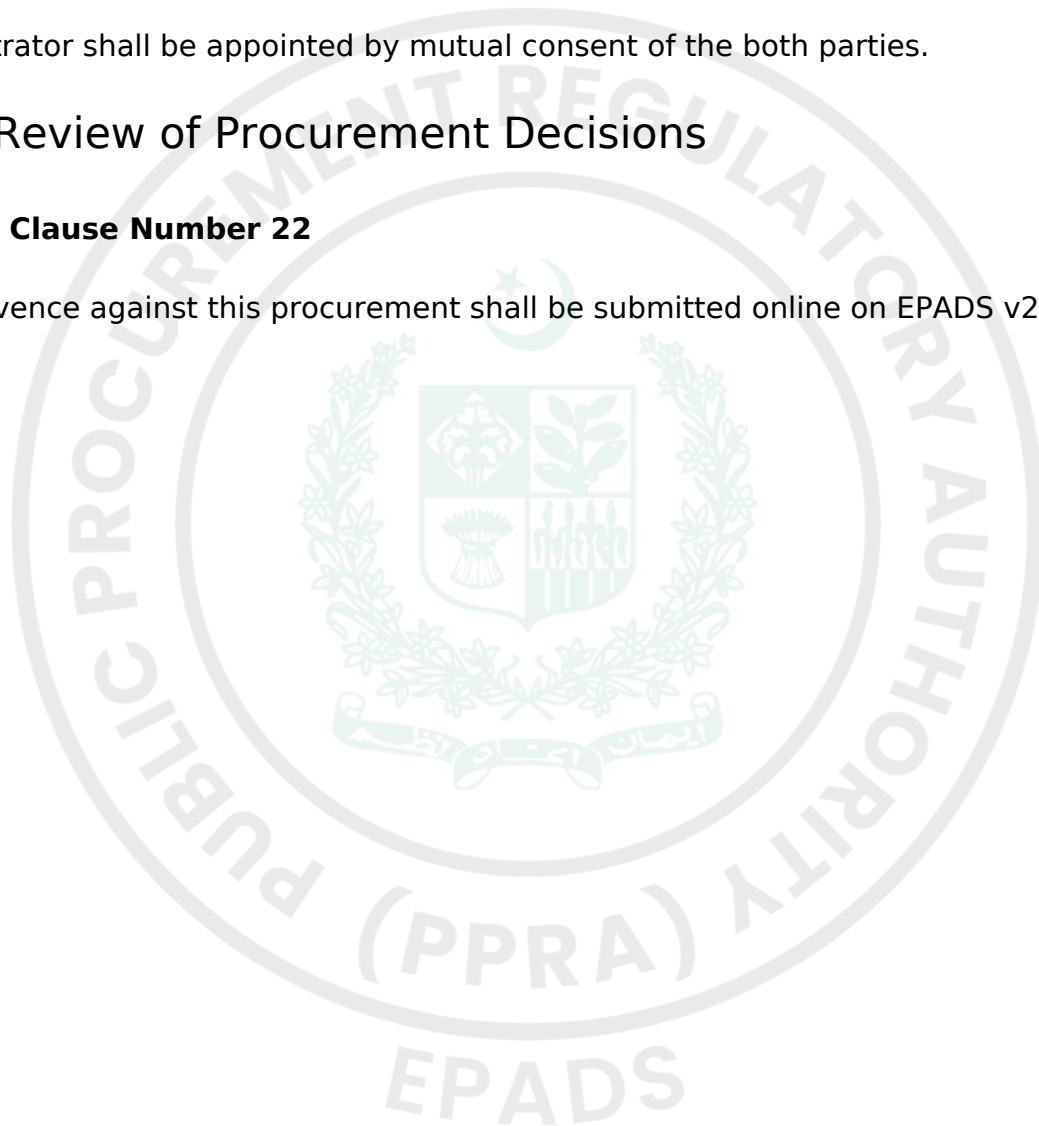 trator shall be appointed by mutual consent of the both parties.
Review of Procurement Decisions
Clause Number 22
vence against this procurement shall be submitted online on EPADS v2
PUBLIC PROCUREMENT REGULATORY AUTHORITY
(PPRA)
EPADS